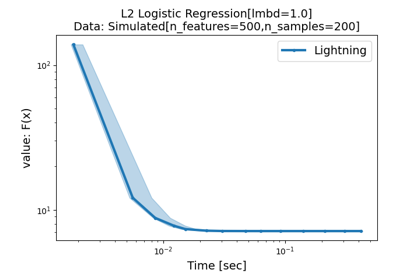 L2 Logistic Regression[lmbd=1.0]
Data: Simulated[n_features=500,n_samples=200]
Lightning
10²
value: F(x)
10¹
10⁻² 10⁻¹
Time [sec]